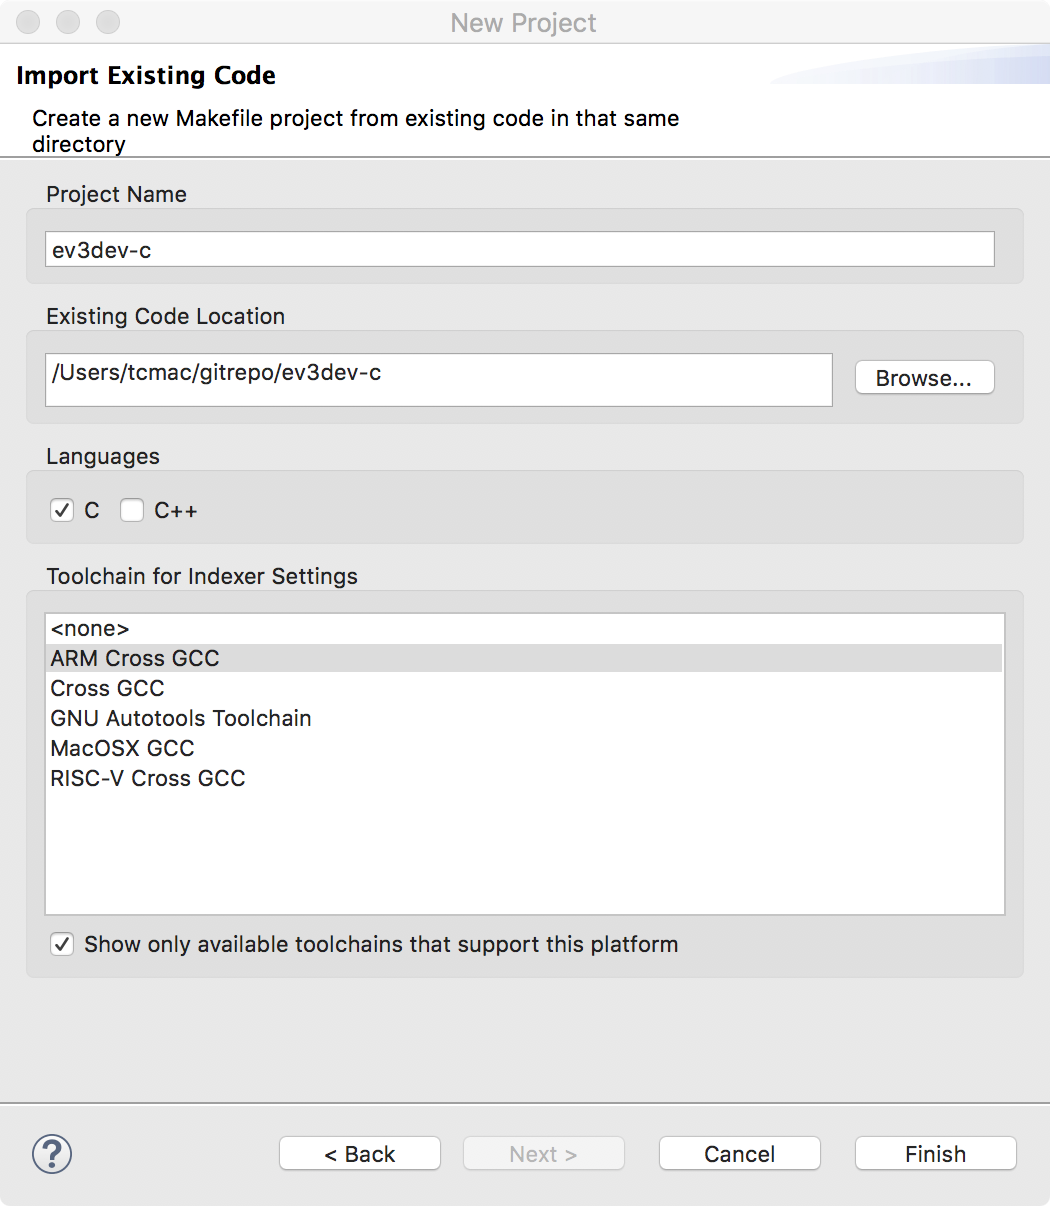 New Project
Import Existing Code
Create a new Makefile project from existing code in that same
directory
Project Name
ev3dev-c
Existing Code Location
/Users/tcmac/gitrepo/ev3dev-c
Browse...
Languages
C C++
Toolchain for Indexer Settings
<none>
ARM Cross GCC
Cross GCC
GNU Autotools Toolchain
MacOSX GCC
RISC-V Cross GCC
Show only available toolchains that support this platform
? < Back Next > Cancel Finish